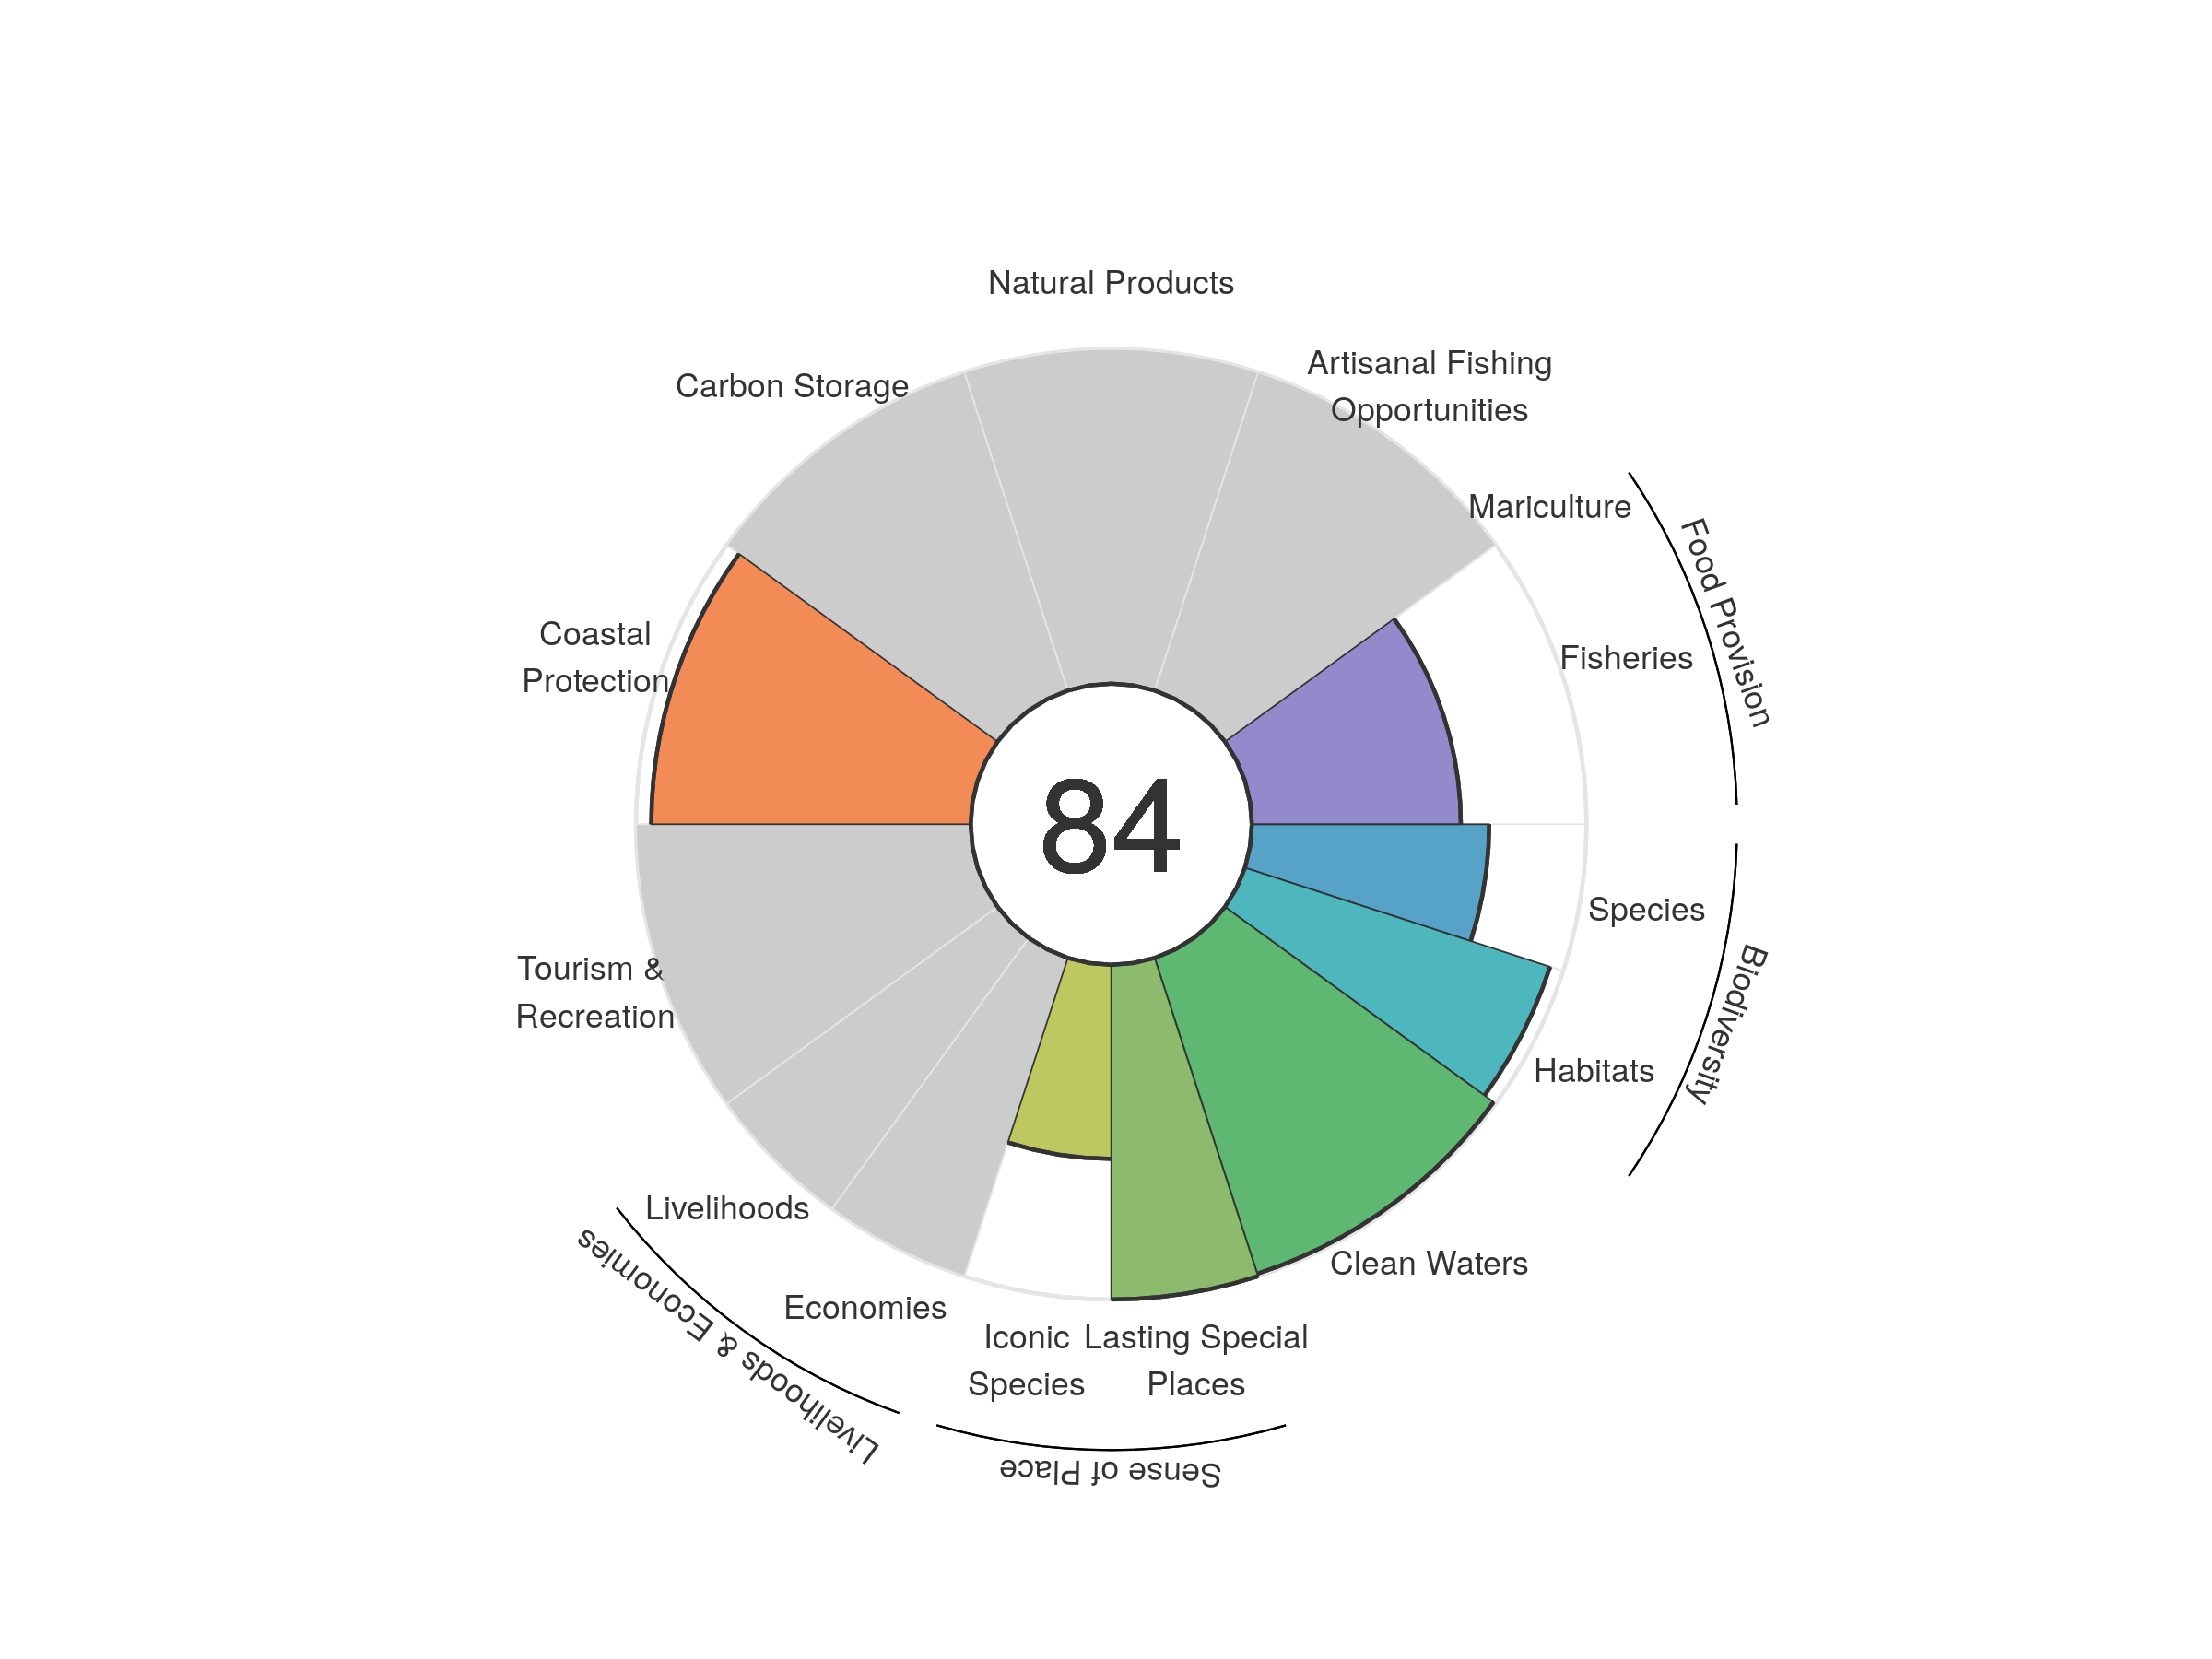 Natural Products
Artisanal Fishing
Opportunities
Carbon Storage
Mariculture
Food Provision
Fisheries
Coastal
Protection
84
Species
Biodiversity
Tourism &
Recreation
Habitats
Livelihoods
Clean Waters
Livelihoods & Economies
Economies
Iconic
Species
Lasting Special
Places
Sense of Place